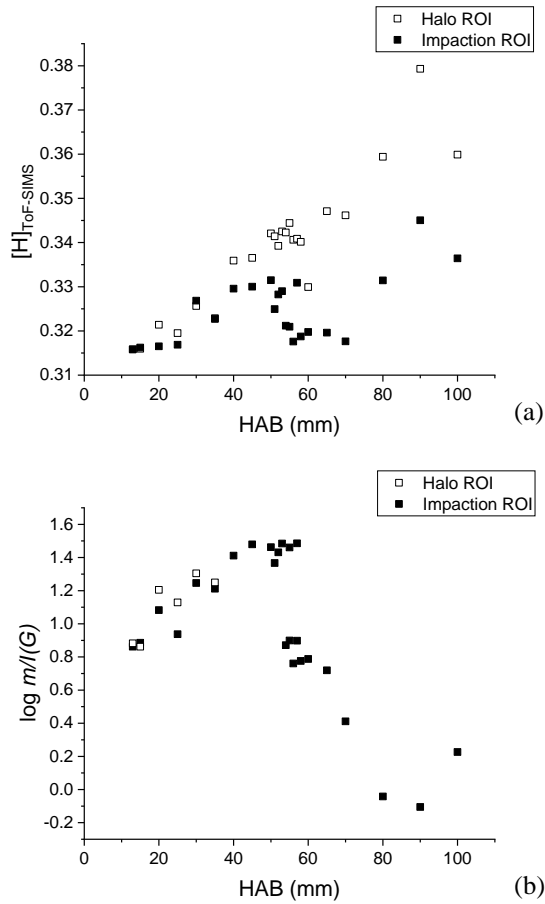 Halo ROI
Impaction ROI
0.38
0.37
0.36
0.35
0.34
0.33
0.32
0.31
[H]ToF-SIMS
0 20 40 60 80 100
HAB (mm)
(a)
Halo ROI
Impaction ROI
1.6
1.4
1.2
1.0
0.8
0.6
0.4
0.2
0.0
-0.2
log m/I(G)
0 20 40 60 80 100
HAB (mm)
(b)